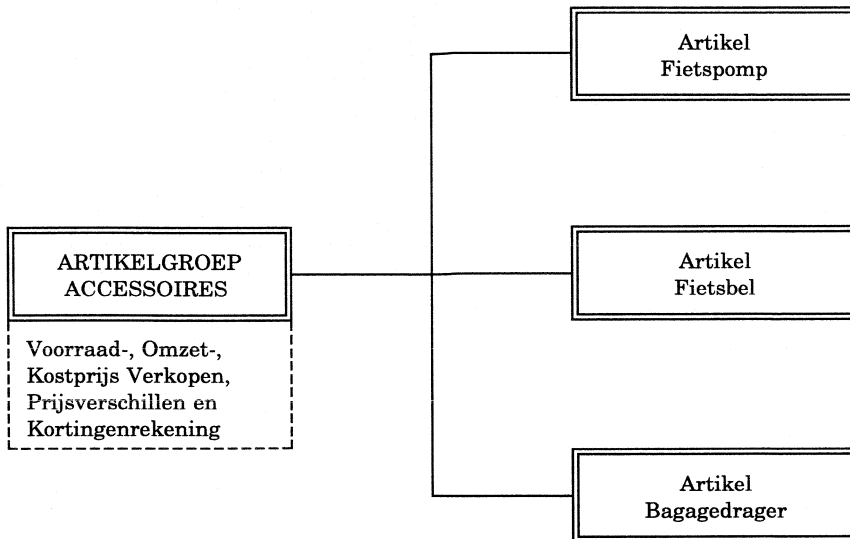 Artikel
Fietspomp
ARTIKELGROEP
ACCESSOIRES
Voorraad-, Omzet-,
Kostprijs Verkopen,
Prijsverschillen en
Kortingenrekening
Artikel
Fietsbel
Artikel
Bagagedrager